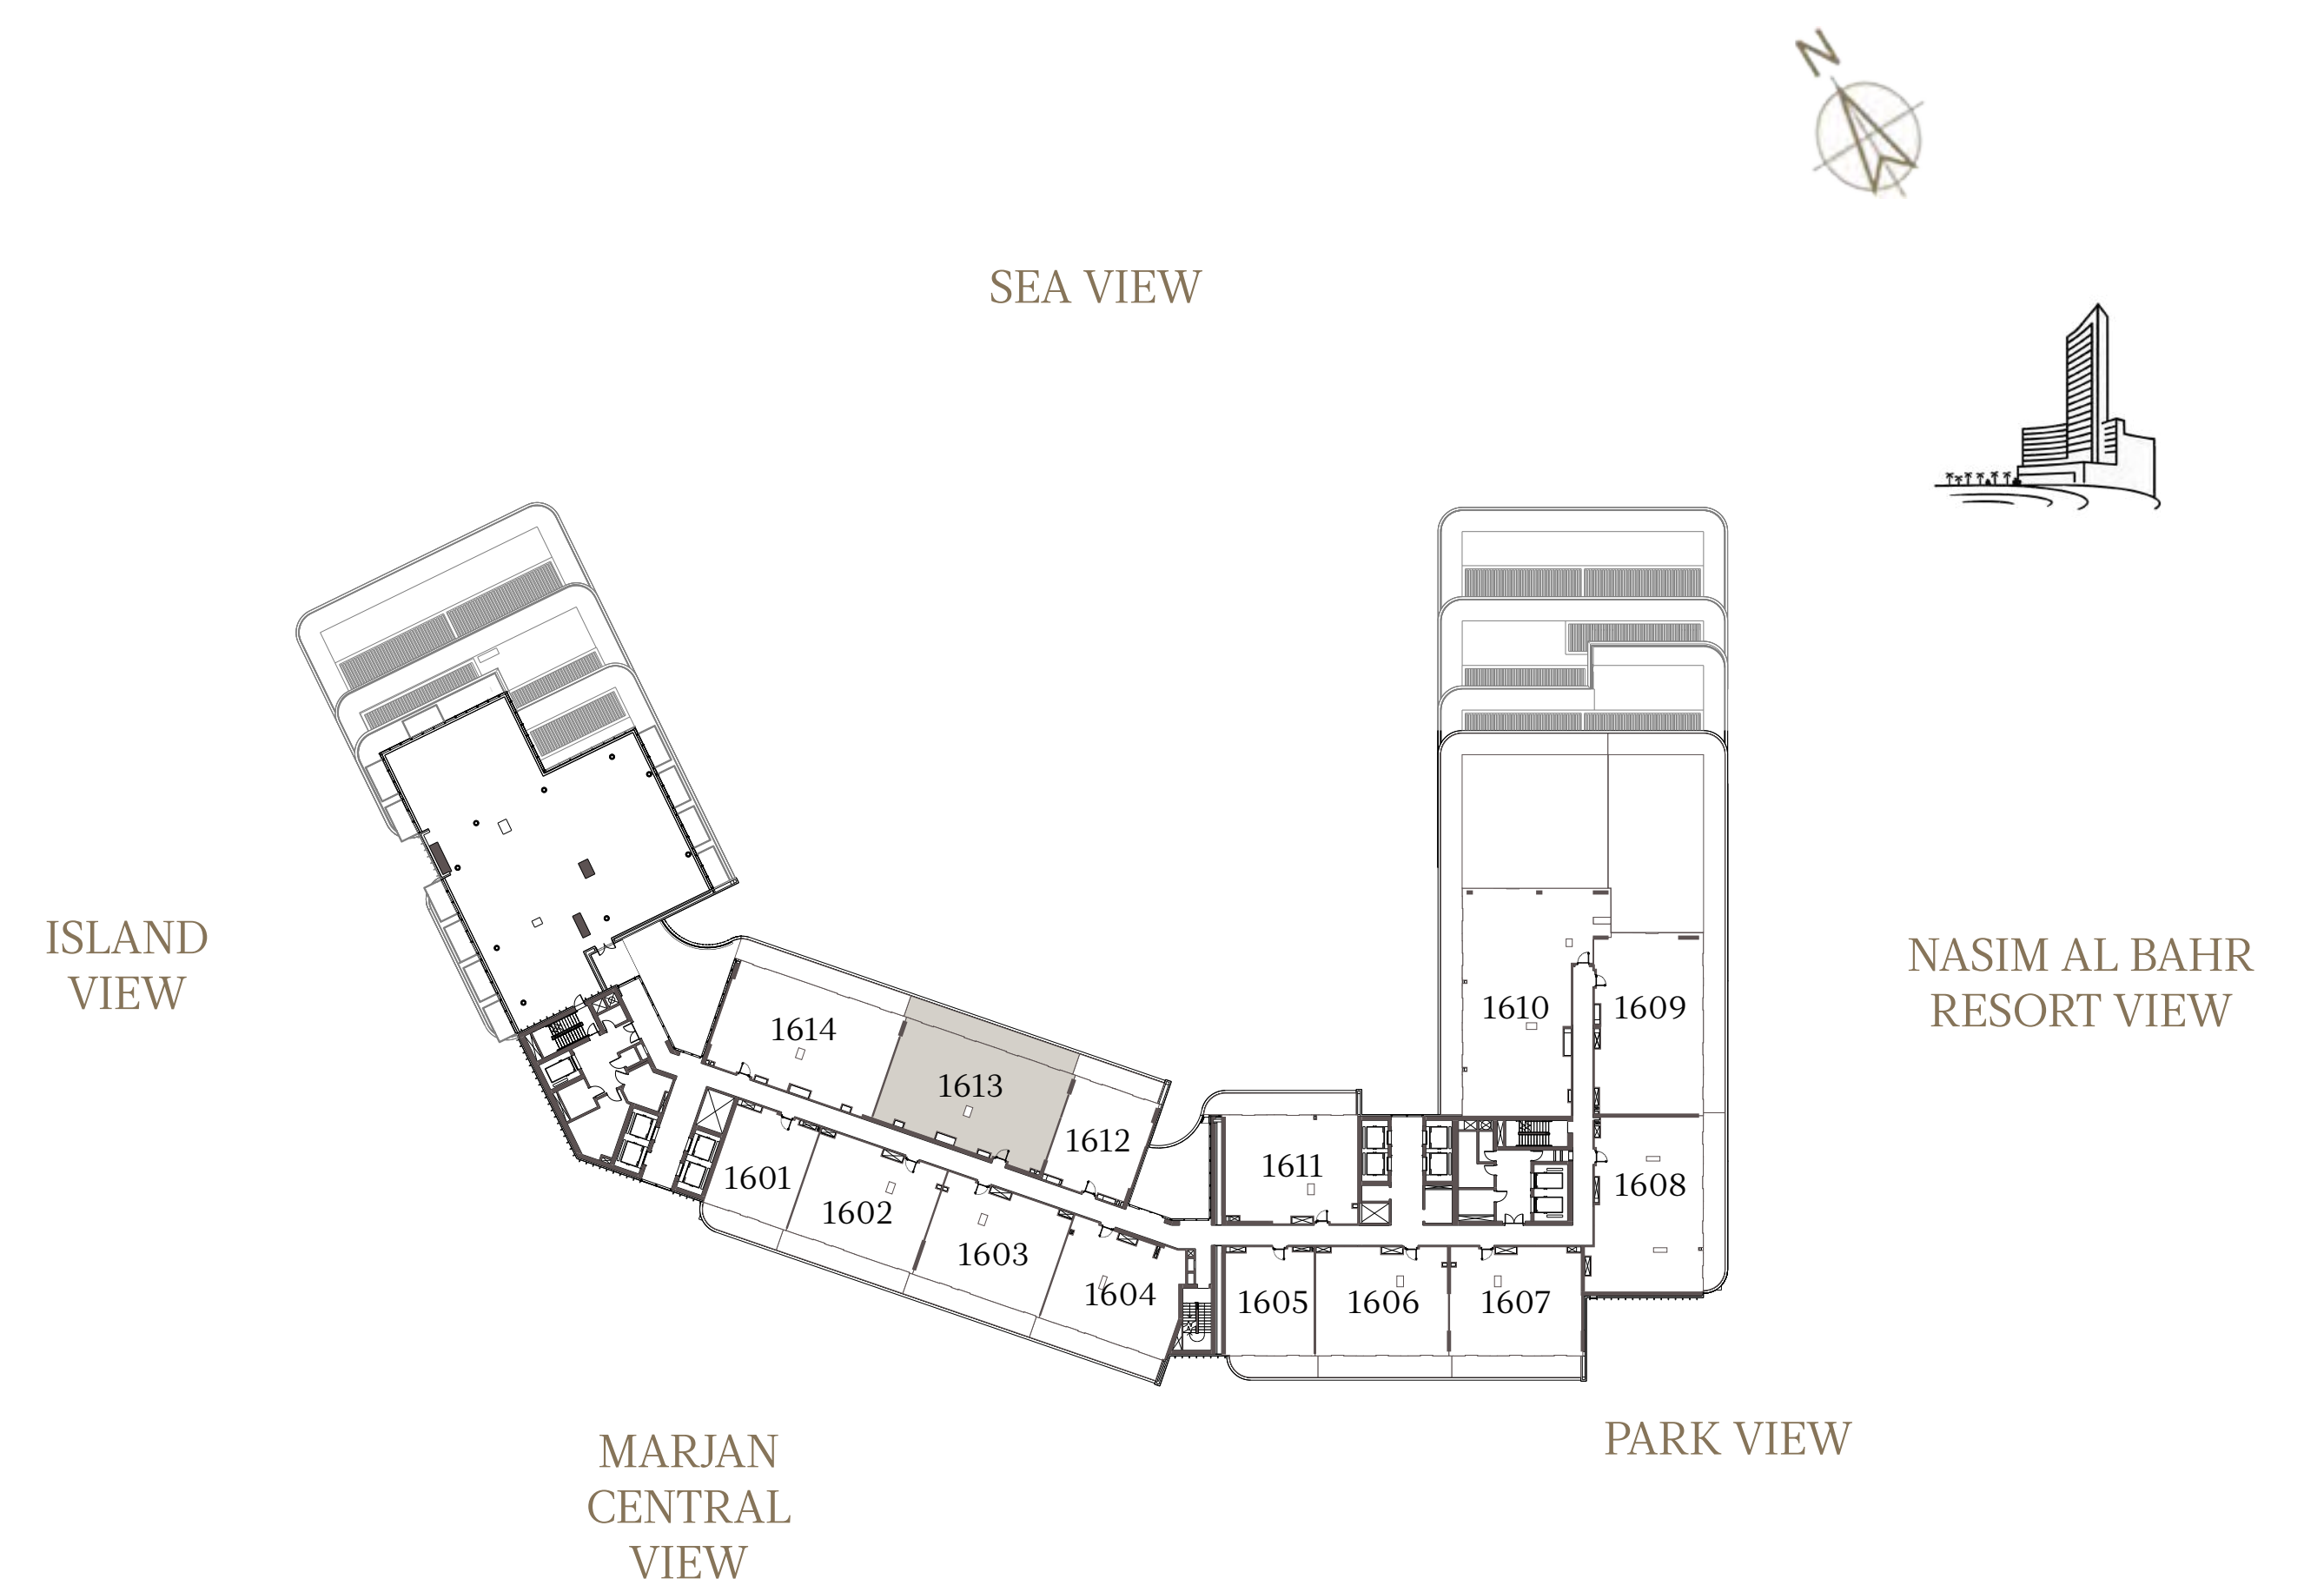 N
SEA VIEW
ISLAND
VIEW
NASIM AL BAHR
RESORT VIEW
1614
1613
1612
1610
1609
1611
1608
1601
1602
1603
1604
1605
1606
1607
PARK VIEW
MARJAN
CENTRAL
VIEW